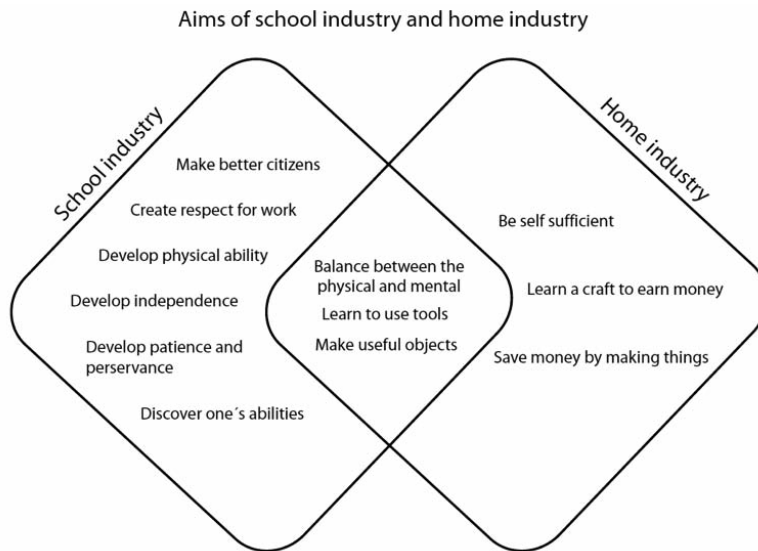 Aims of school industry and home industry
School industry
Make better citizens
Create respect for work
Develop physical ability
Develop independence
Develop patience and
perservance
Discover one´s abilities
Balance between the
physical and mental
Learn to use tools
Make useful objects
Home industry
Be self sufficient
Learn a craft to earn money
Save money by making things